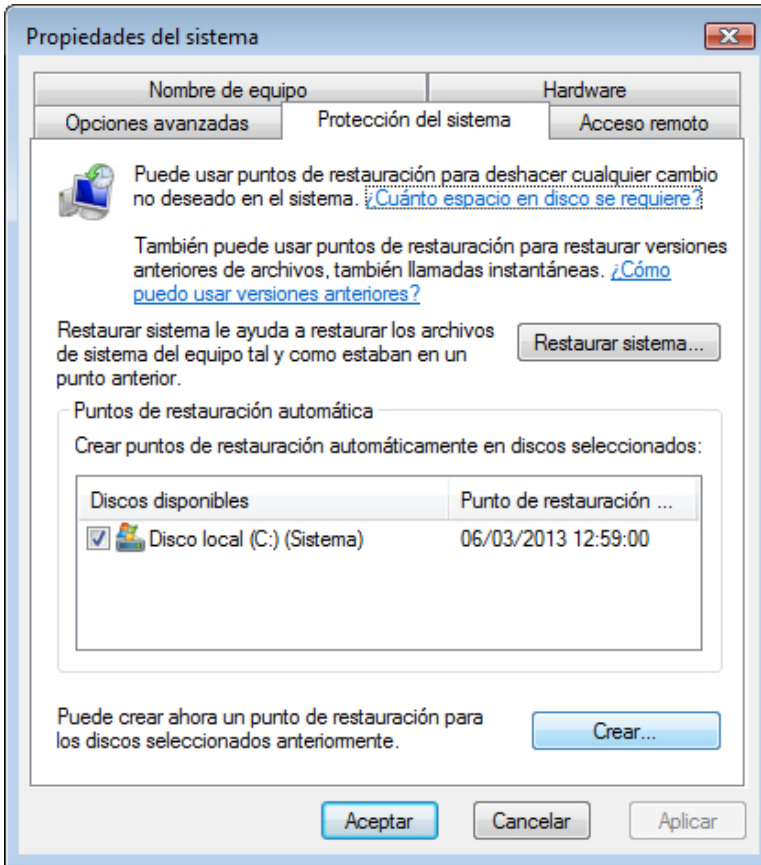 Propiedades del sistema
Nombre de equipo
Hardware
Opciones avanzadas
Protección del sistema
Acceso remoto
Puede usar puntos de restauración para deshacer cualquier cambio
no deseado en el sistema. ¿Cuánto espacio en disco se requiere?
También puede usar puntos de restauración para restaurar versiones
anteriores de archivos, también llamadas instantáneas. ¿Cómo
puedo usar versiones anteriores?
Restaurar sistema le ayuda a restaurar los archivos
de sistema del equipo tal y como estaban en un
punto anterior.
Restaurar sistema...
Puntos de restauración automática
Crear puntos de restauración automáticamente en discos seleccionados:
Discos disponibles
Punto de restauración ...
Disco local (C:) (Sistema)
06/03/2013 12:59:00
Puede crear ahora un punto de restauración para
los discos seleccionados anteriormente.
Crear...
Aceptar
Cancelar
Aplicar